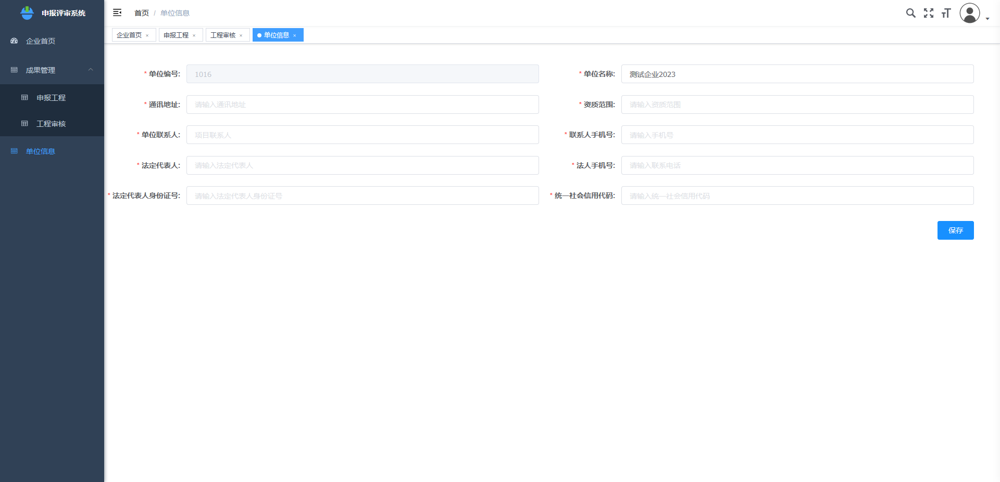 申报评审系统
首页 / 单位信息
企业首页 ×
申报工程 ×
工程审核 ×
单位信息 ×
企业首页
成果管理
申报工程
工程审核
单位信息
* 单位编号: 1016
* 单位名称: 测试企业2023
* 通讯地址: 请输入通讯地址
* 资质范围: 请输入资质范围
* 单位联系人: 项目联系人
* 联系人手机号: 请输入手机号
* 法定代表人: 请输入法定代表人
* 法人手机号: 请输入联系电话
* 法定代表人身份证号: 请输入法定代表人身份证号
* 统一社会信用代码: 请输入统一社会信用代码
保存